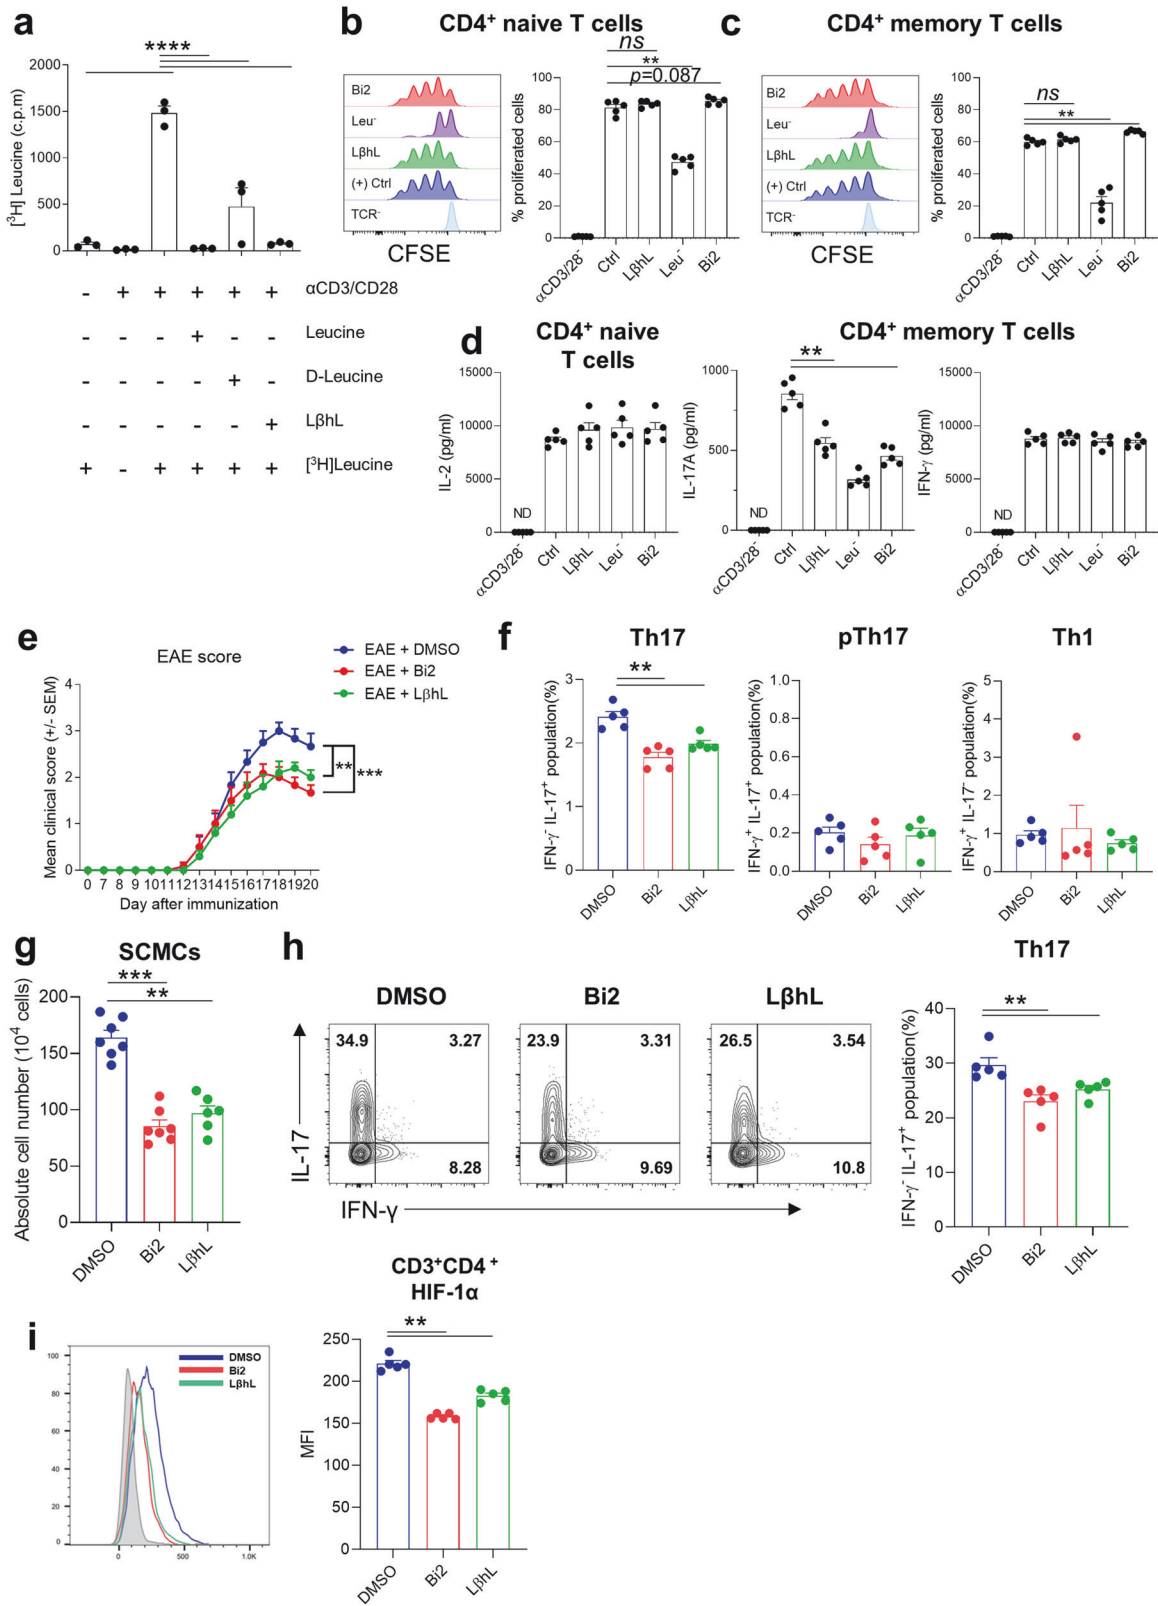 a
****
2000
1500
1000
500
0
[³H] Leucine (c.p.m)
- + + + + + αCD3/CD28
- - - + - - Leucine
- - - - + - D-Leucine
- - - - - + LβhL
+ - + + + + [³H]Leucine
b
CD4⁺ naive T cells
Bi2
Leu⁻
LβhL
(+) Ctrl
TCR⁻
CFSE
ns
**
p=0.087
100
80
60
40
20
0
% proliferated cells
αCD3/28⁻
Ctrl
LβhL
Leu⁻
Bi2
c
CD4⁺ memory T cells
Bi2
Leu⁻
LβhL
(+) Ctrl
TCR⁻
CFSE
ns
**
100
80
60
40
20
0
% proliferated cells
αCD3/28⁻
Ctrl
LβhL
Leu⁻
Bi2
d
CD4⁺ naive
T cells
15000
10000
5000
0
IL-2 (pg/ml)
ND
αCD3/28⁻
Ctrl
LβhL
Leu⁻
Bi2
CD4⁺ memory T cells
**
1000
500
0
IL-17A (pg/ml)
ND
αCD3/28⁻
Ctrl
LβhL
Leu⁻
Bi2
15000
10000
5000
0
IFN-γ (pg/ml)
ND
αCD3/28⁻
Ctrl
LβhL
Leu⁻
Bi2
e
EAE score
EAE + DMSO
EAE + Bi2
EAE + LβhL
4
3
2
1
0
Mean clinical score (+/- SEM)
**
***
0 7 8 9 10 11 12 13 14 15 16 17 18 19 20
Day after immunization
f
Th17
**
3
2
1
0
IFN-γ⁻ IL-17⁺ population(%)
DMSO
Bi2
LβhL
pTh17
1.0
0.8
0.6
0.4
0.2
0.0
IFN-γ⁺ IL-17⁺ population(%)
DMSO
Bi2
LβhL
Th1
5
4
3
2
1
0
IFN-γ⁺ IL-17⁻ population(%)
DMSO
Bi2
LβhL
g
SCMCs
***
**
200
150
100
50
0
Absolute cell number (10⁴ cells)
DMSO
Bi2
LβhL
h
DMSO
34.9 3.27
8.28
Bi2
23.9 3.31
9.69
LβhL
26.5 3.54
10.8
IL-17
IFN-γ
Th17
**
40
30
20
10
0
IFN-γ⁻ IL-17⁺ population(%)
DMSO
Bi2
LβhL
i
100
80
60
40
20
0
0 500 1.0K
DMSO
Bi2
LβhL
CD3⁺CD4⁺
HIF-1α
**
250
200
150
100
50
0
MFI
DMSO
Bi2
LβhL